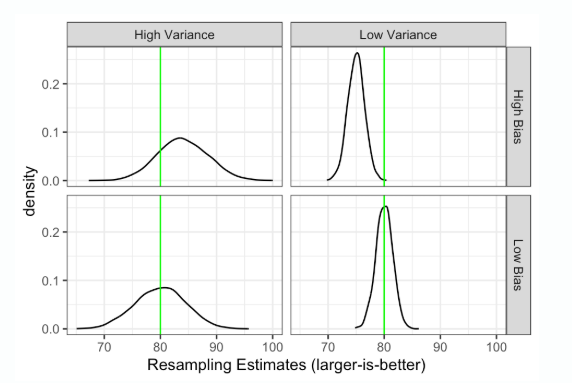 High Variance
Low Variance
0.2
0.1
0.0
High Bias
density
0.2
0.1
0.0
Low Bias
70 80 90 100 70 80 90 100
Resampling Estimates (larger-is-better)